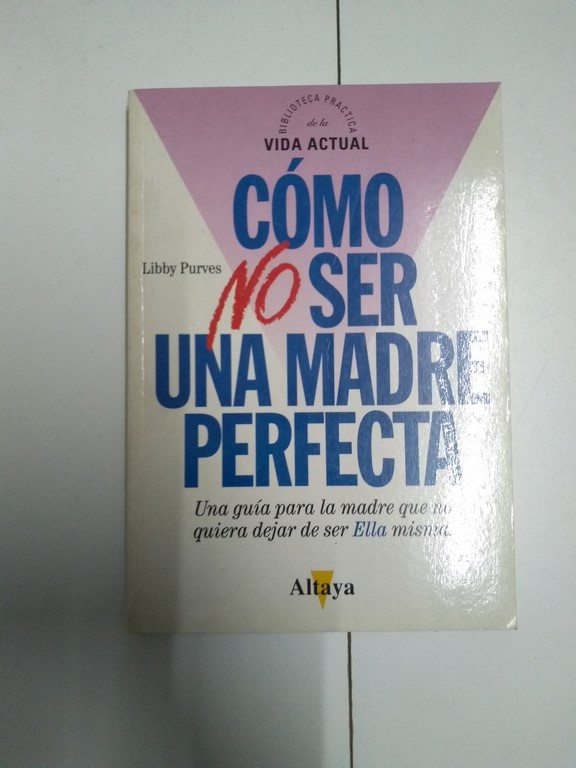 BIBLIOTECA PRACTICA
de la
VIDA ACTUAL
CÓMO
Libby Purves
NO SER
UNA MADRE
PERFECTA
Una guía para la madre que no
quiera dejar de ser Ella misma.
Altaya